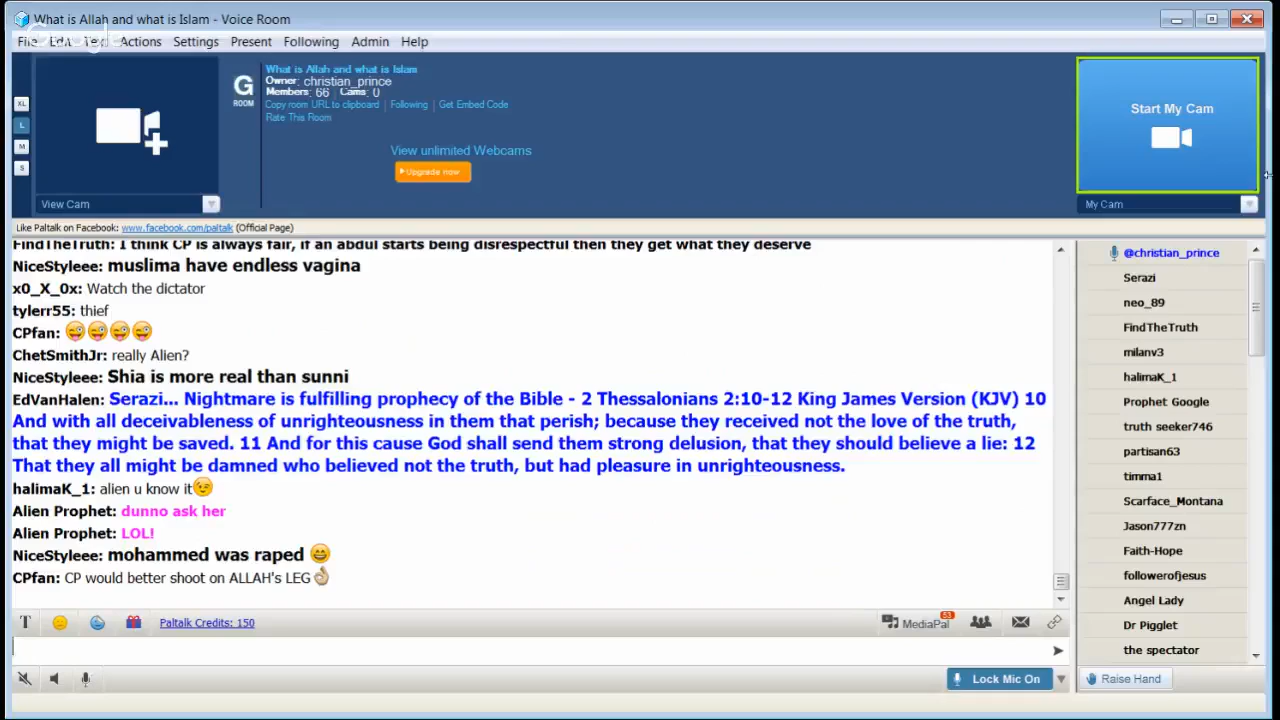 What is Allah and what is Islam - Voice Room
File Edit Text Actions Settings Present Following Admin Help
Google
What is Allah and what is Islam
G ROOM
Owner: christian_prince
Members: 66 | Cams: 0
Copy room URL to clipboard | Following | Get Embed Code
Rate This Room
View unlimited Webcams
Upgrade now
XL
L
M
S
View Cam
Start My Cam
My Cam
Like Paltalk on Facebook: www.facebook.com/paltalk (Official Page)
FindTheTruth: I think CP is always fair, if an abdul starts being disrespectful then they get what they deserve
NiceStyleee: muslima have endless vagina
x0_X_0x: Watch the dictator
tylerr55: thief
CPfan: 😜😜😜😜
ChetSmithJr: really Alien?
NiceStyleee: Shia is more real than sunni
EdVanHalen: Serazi... Nightmare is fulfilling prophecy of the Bible - 2 Thessalonians 2:10-12 King James Version (KJV) 10
And with all deceivableness of unrighteousness in them that perish; because they received not the love of the truth,
that they might be saved. 11 And for this cause God shall send them strong delusion, that they should believe a lie: 12
That they all might be damned who believed not the truth, but had pleasure in unrighteousness.
halimaK_1: alien u know it😉
Alien Prophet: dunno ask her
Alien Prophet: LOL!
NiceStyleee: mohammed was raped 😄
CPfan: CP would better shoot on ALLAH's LEG👌
@christian_prince
Serazi
neo_89
FindTheTruth
milanv3
halimaK_1
Prophet Google
truth seeker746
partisan63
timma1
Scarface_Montana
Jason777zn
Faith-Hope
followerofjesus
Angel Lady
Dr Pigglet
the spectator
T
Paltalk Credits: 150
MediaPal 53
Lock Mic On
Raise Hand